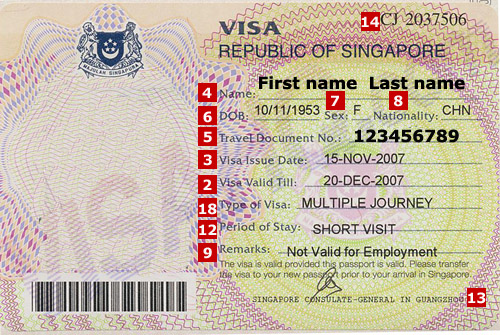 14 CJ 2037506
VISA
REPUBLIC OF SINGAPORE
MAJULAH SINGAPURA
First name Last name
4 Name:
7 8
6 DOB: 10/11/1953 Sex: F Nationality: CHN
5 Travel Document No.: 123456789
3 Visa Issue Date: 15-NOV-2007
2 Visa Valid Till: 20-DEC-2007
18 Type of Visa: MULTIPLE JOURNEY
12 Period of Stay: SHORT VISIT
9 Remarks: Not Valid for Employment
The visa is valid provided this passport is valid. Please transfer
the visa to your new passport prior to your arrival in Singapore.
SINGAPORE CONSULATE-GENERAL IN GUANGZHOU 13